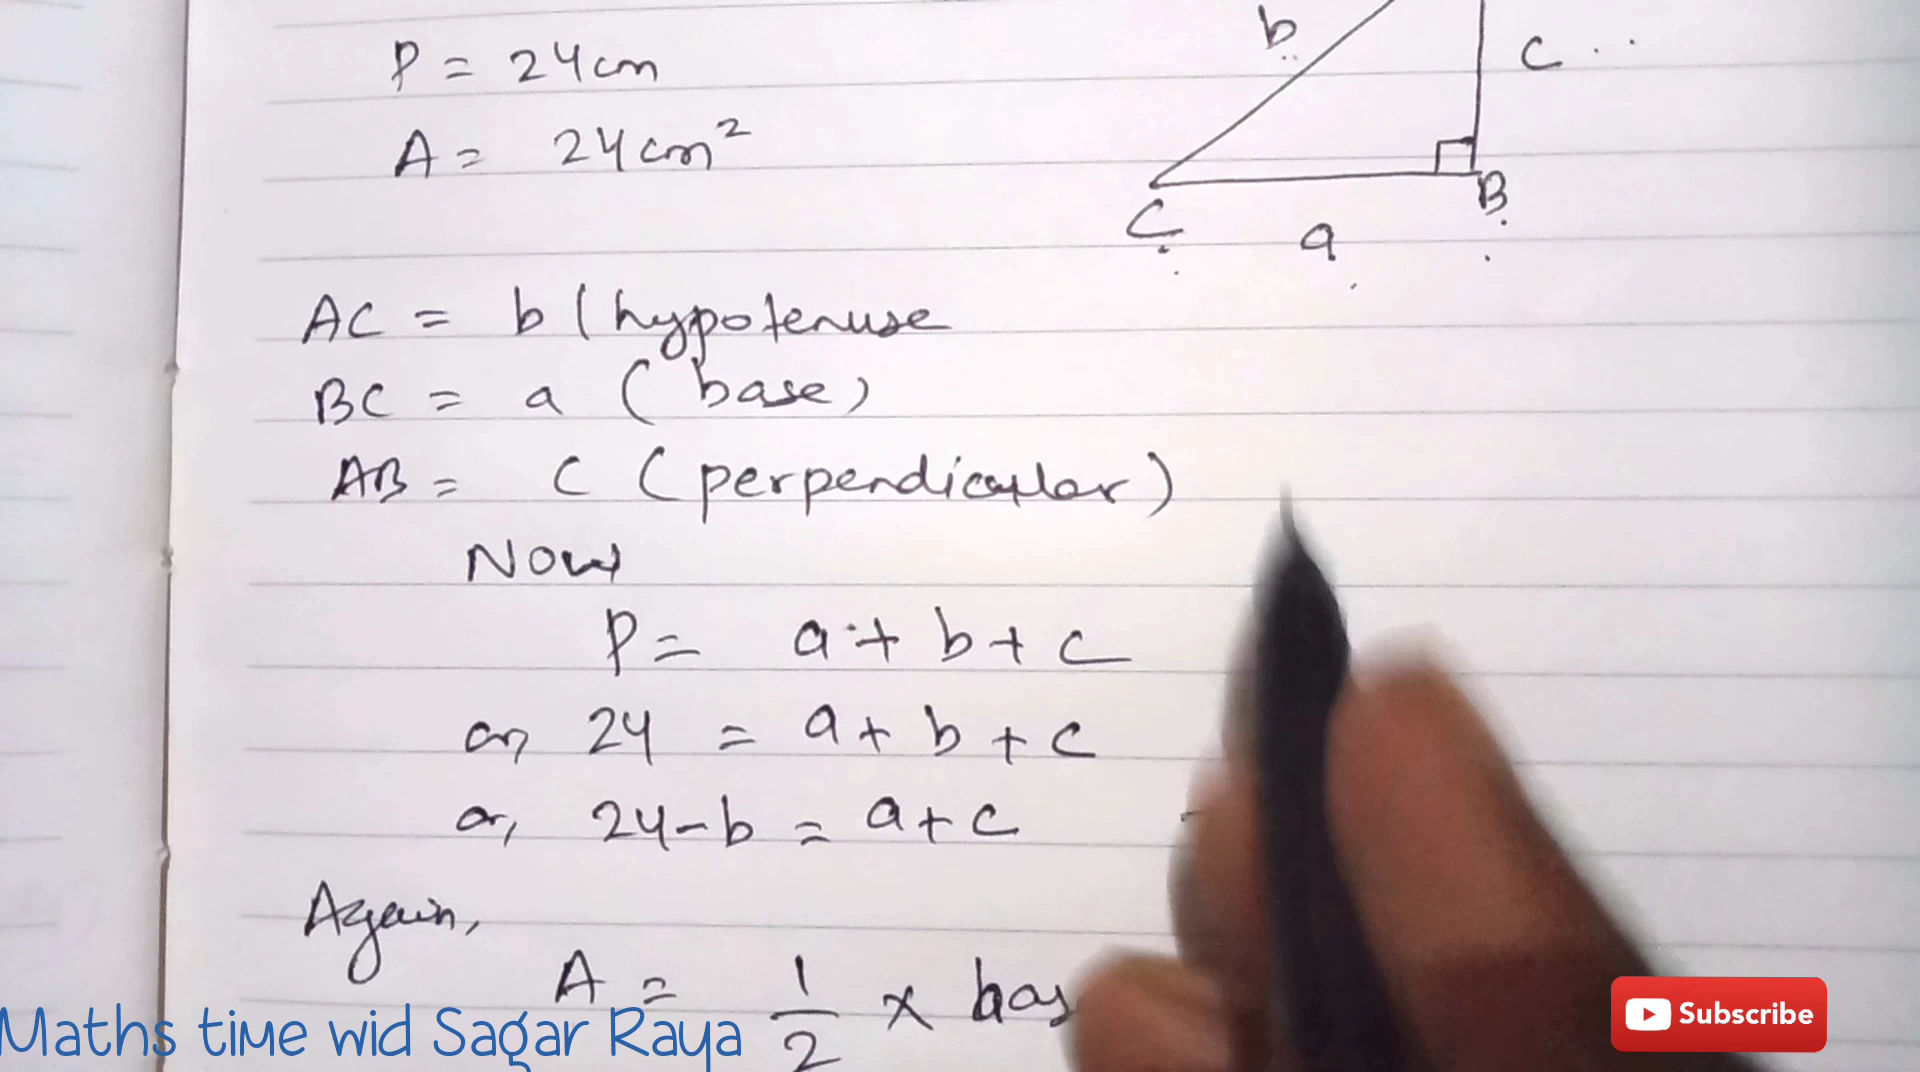 P = 24cm
A = 24cm²
b
c
C
B
a
AC = b (hypotenuse
BC = a (base)
AB = c (perpendicular)
Now
P = a + b + c
or, 24 = a + b + c
or, 24 - b = a + c
Again,
A = 1/2 × bas
Maths time wid Sagar Raya
Subscribe